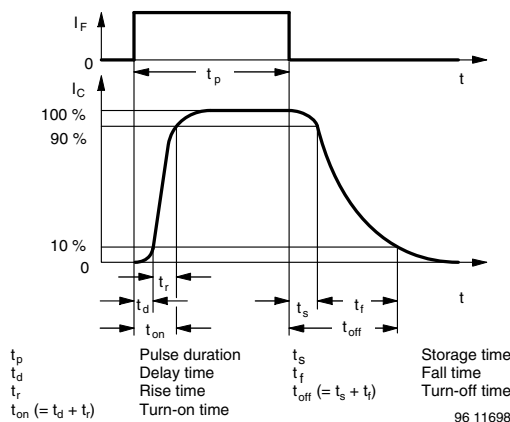 I_F
0
t_p
t
I_C
100 %
90 %
10 %
0
t_r
t_d
t_s
t_f
t
t_on
t_off
t_p Pulse duration
t_d Delay time
t_r Rise time
t_on (= t_d + t_r) Turn-on time
t_s Storage time
t_f Fall time
t_off (= t_s + t_f) Turn-off time
96 11698